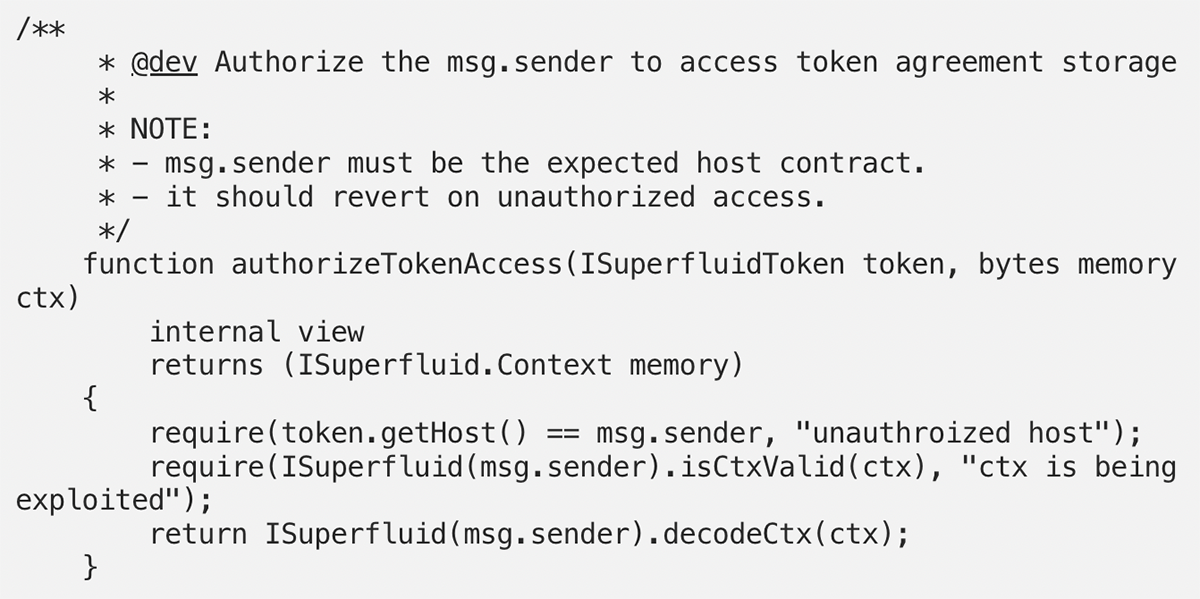 /**
* @dev Authorize the msg.sender to access token agreement storage
*
* NOTE:
* – msg.sender must be the expected host contract.
* – it should revert on unauthorized access.
*/
function authorizeTokenAccess(ISuperfluidToken token, bytes memory
ctx)
internal view
returns (ISuperfluid.Context memory)
{
require(token.getHost() == msg.sender, "unauthroized host");
require(ISuperfluid(msg.sender).isCtxValid(ctx), "ctx is being
exploited");
return ISuperfluid(msg.sender).decodeCtx(ctx);
}